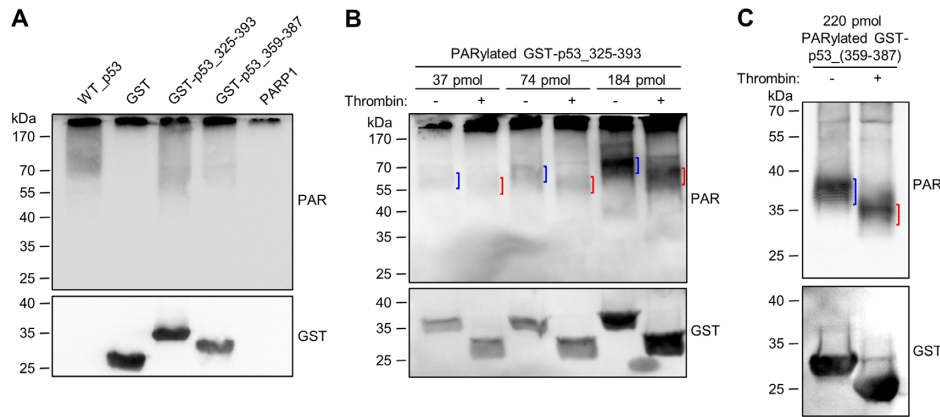 A
WT_p53
GST
GST-p53_325-393
GST-p53_359-387
PARP1
kDa
170
70
55
40
35
25
PAR
40
35
25
GST
B
PARylated GST-p53_325-393
37 pmol 74 pmol 184 pmol
Thrombin: - + - + - +
kDa
170
70
55
40
35
25
PAR
40
35
25
GST
C
220 pmol
PARylated GST-
p53_(359-387)
Thrombin: - +
kDa
70
55
40
35
25
PAR
35
25
GST